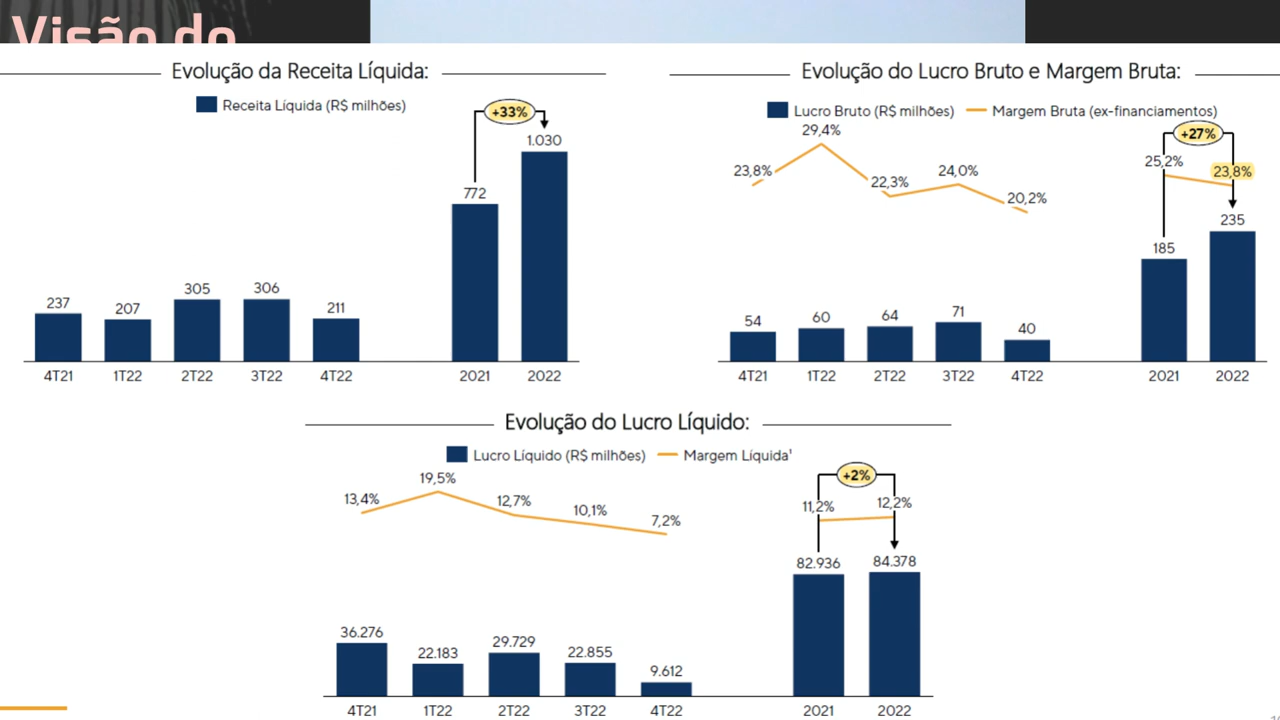 Visão do
Evolução da Receita Líquida:
Receita Líquida (R$ milhões)
+33%
1.030
772
237
207
305
306
211
4T21
1T22
2T22
3T22
4T22
2021
2022
Evolução do Lucro Bruto e Margem Bruta:
Lucro Bruto (R$ milhões)
Margem Bruta (ex-financiamentos)
+27%
23,8%
29,4%
22,3%
24,0%
20,2%
25,2%
23,8%
54
60
64
71
40
185
235
4T21
1T22
2T22
3T22
4T22
2021
2022
Evolução do Lucro Líquido:
Lucro Líquido (R$ milhões)
Margem Líquida¹
+2%
13,4%
19,5%
12,7%
10,1%
7,2%
11,2%
12,2%
36.276
22.183
29.729
22.855
9.612
82.936
84.378
4T21
1T22
2T22
3T22
4T22
2021
2022